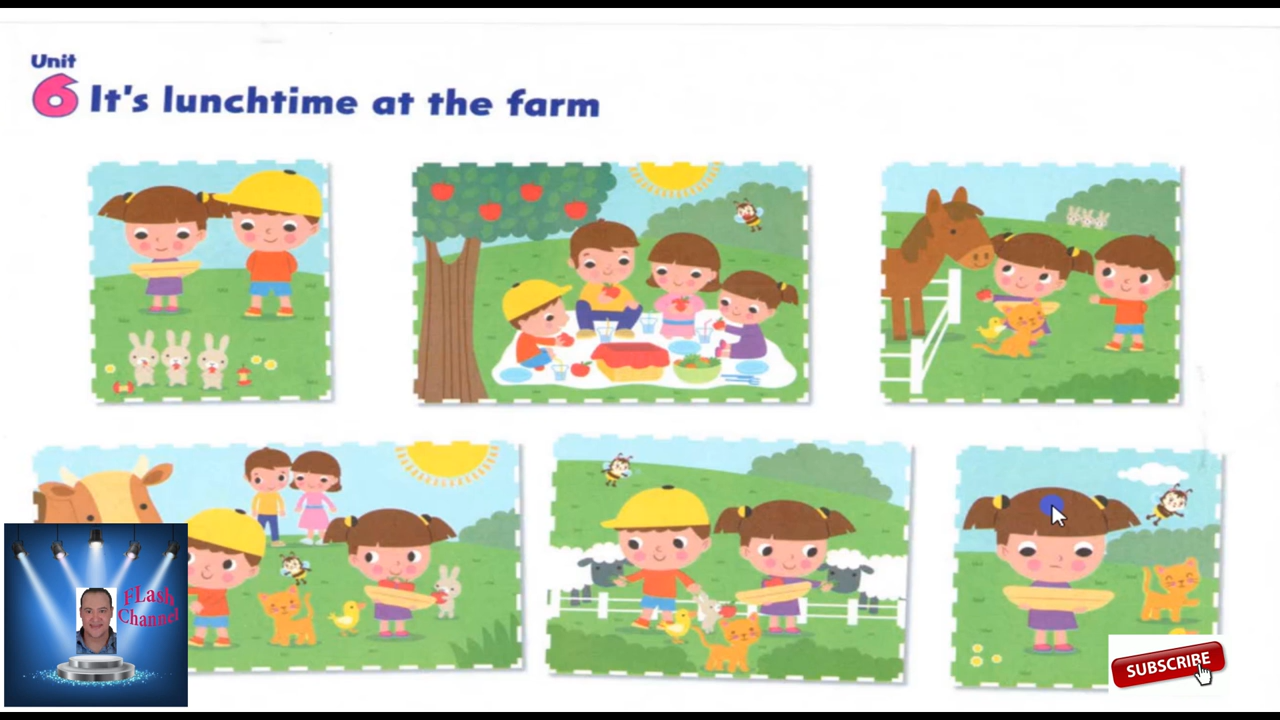 Unit
6 It's lunchtime at the farm
FLash
Channel
SUBSCRIBE